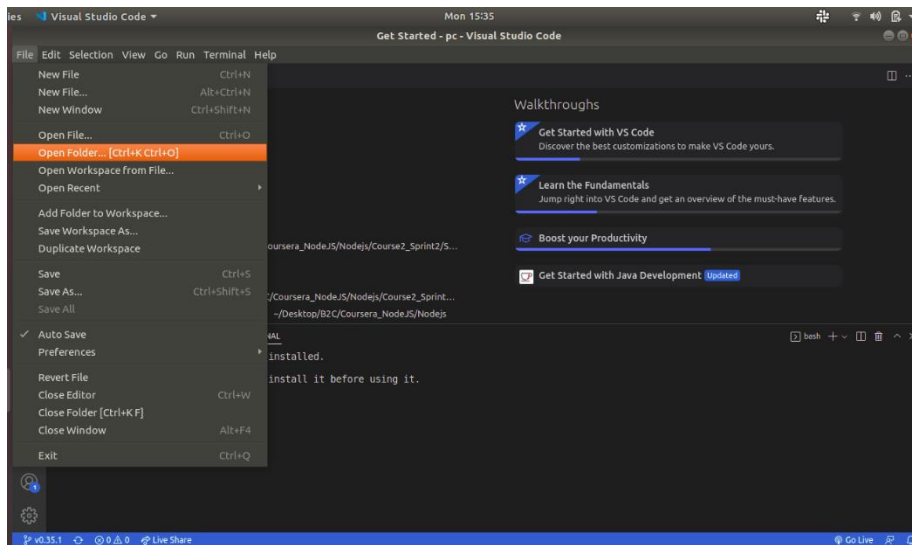 ies Visual Studio Code
Mon 15:35
Get Started - pc - Visual Studio Code
File Edit Selection View Go Run Terminal Help
New File Ctrl+N
New File... Alt+Ctrl+N
New Window Ctrl+Shift+N
Open File... Ctrl+O
Open Folder... [Ctrl+K Ctrl+O]
Open Workspace from File...
Open Recent
Add Folder to Workspace...
Save Workspace As...
Duplicate Workspace
Save Ctrl+S
Save As... Ctrl+Shift+S
Save All
Auto Save
Preferences
Revert File
Close Editor Ctrl+W
Close Folder [Ctrl+K F]
Close Window Alt+F4
Exit Ctrl+Q
Walkthroughs
Get Started with VS Code
Discover the best customizations to make VS Code yours.
Learn the Fundamentals
Jump right into VS Code and get an overview of the must-have features.
Boost your Productivity
Get Started with Java Development Updated
oursera_NodeJS/Nodejs/Course2_Sprint2/S...
/Coursera_NodeJS/Nodejs/Course2_Sprint...
~/Desktop/B2C/Coursera_NodeJS/Nodejs
NAL
bash
installed.
install it before using it.
1
v0.35.1 0 0 Live Share
Go Live